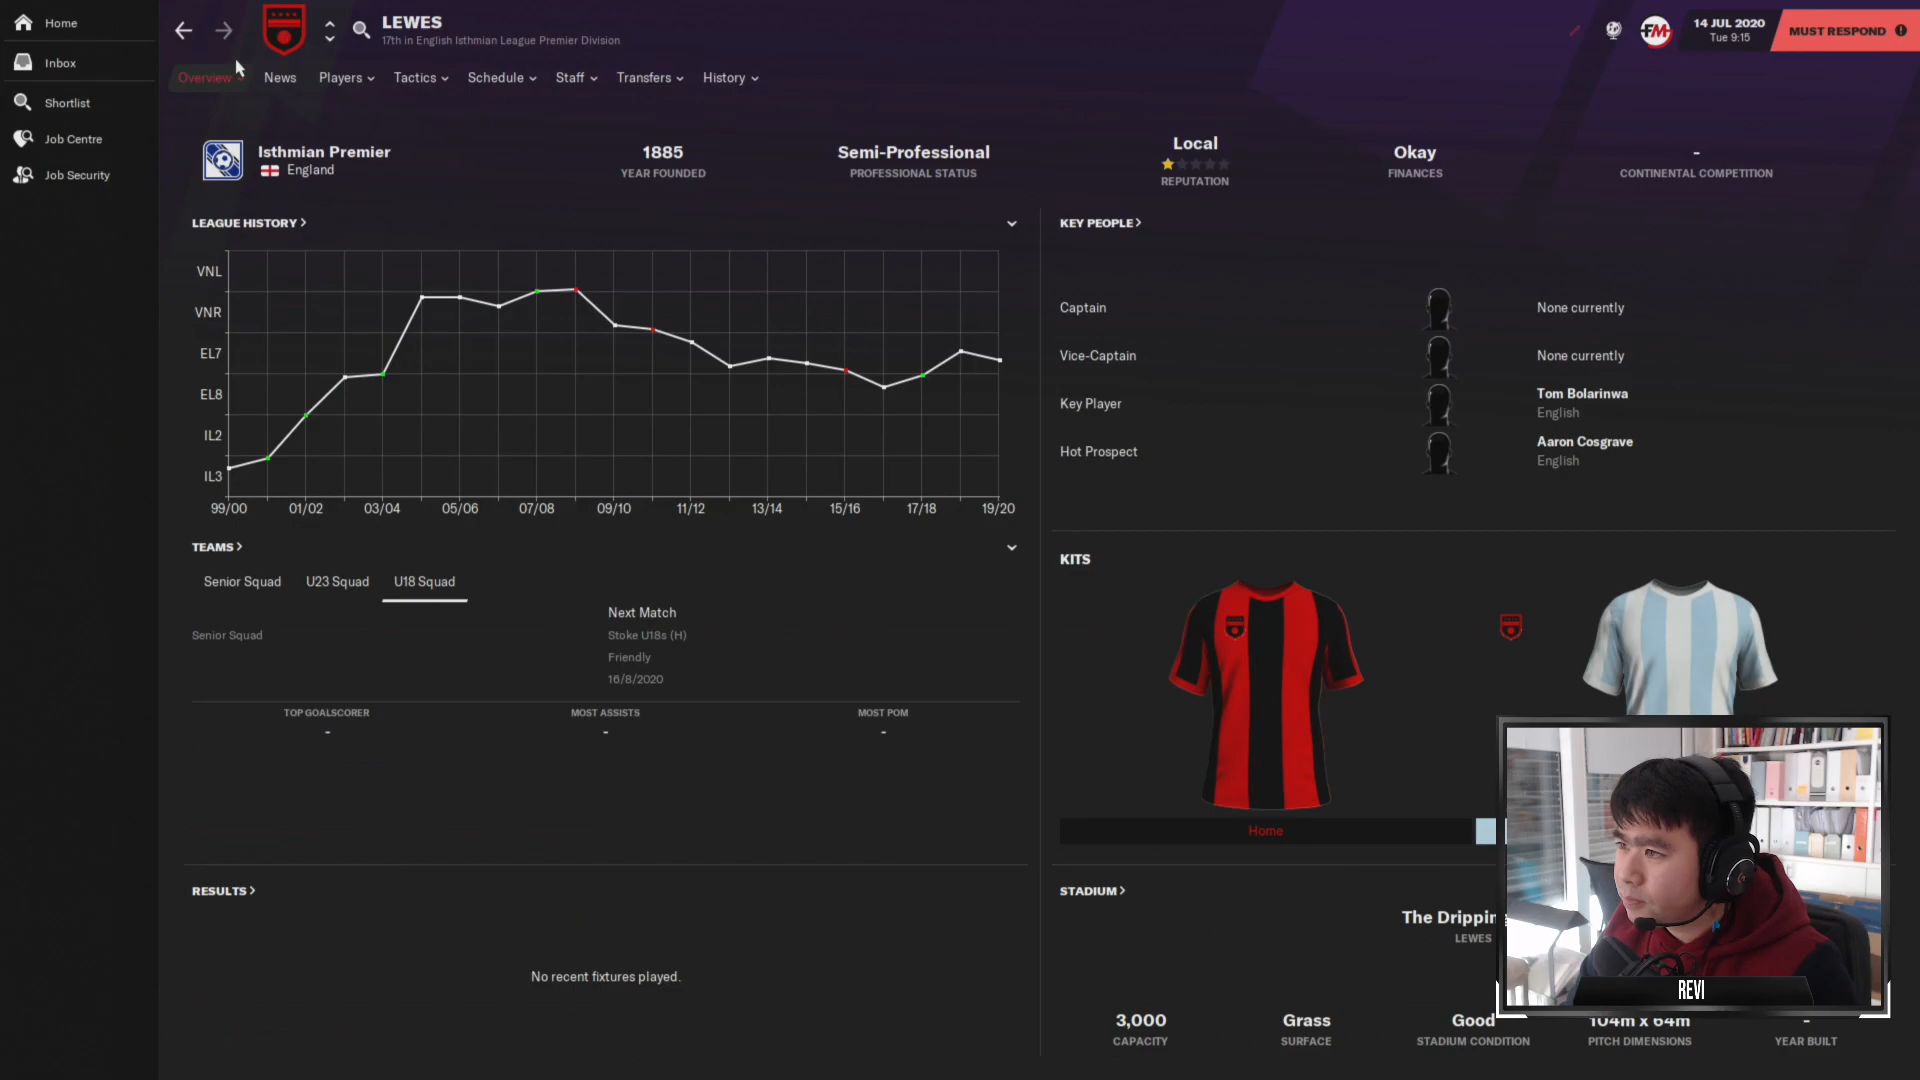 Home
Inbox
Shortlist
Job Centre
Job Security
LEWES
17th in English Isthmian League Premier Division
14 JUL 2020
Tue 9:15
MUST RESPOND
FM
Overview
News
Players
Tactics
Schedule
Staff
Transfers
History
Isthmian Premier
England
1885
YEAR FOUNDED
Semi-Professional
PROFESSIONAL STATUS
Local
REPUTATION
Okay
FINANCES
-
CONTINENTAL COMPETITION
LEAGUE HISTORY
VNL
VNR
EL7
EL8
IL2
IL3
99/00 01/02 03/04 05/06 07/08 09/10 11/12 13/14 15/16 17/18 19/20
KEY PEOPLE
Captain
None currently
Vice-Captain
None currently
Key Player
Tom Bolarinwa
English
Hot Prospect
Aaron Cosgrave
English
TEAMS
Senior Squad
U23 Squad
U18 Squad
Senior Squad
Next Match
Stoke U18s (H)
Friendly
16/8/2020
TOP GOALSCORER
-
MOST ASSISTS
-
MOST POM
-
KITS
Home
RESULTS
No recent fixtures played.
STADIUM
The Drippin
LEWES
3,000
CAPACITY
Grass
SURFACE
Good
STADIUM CONDITION
104m x 64m
PITCH DIMENSIONS
-
YEAR BUILT
REVI